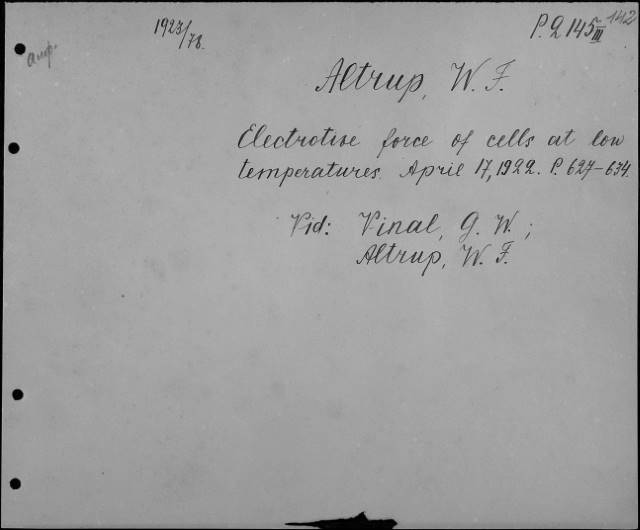 1923/78.
P. 2 145 III 142
Altrup, W. F.
Electrotive force of cells at low
temperatures. April 17, 1922. P. 627-634.
Vid: Vinal, G. W.;
Altrup, W. F.